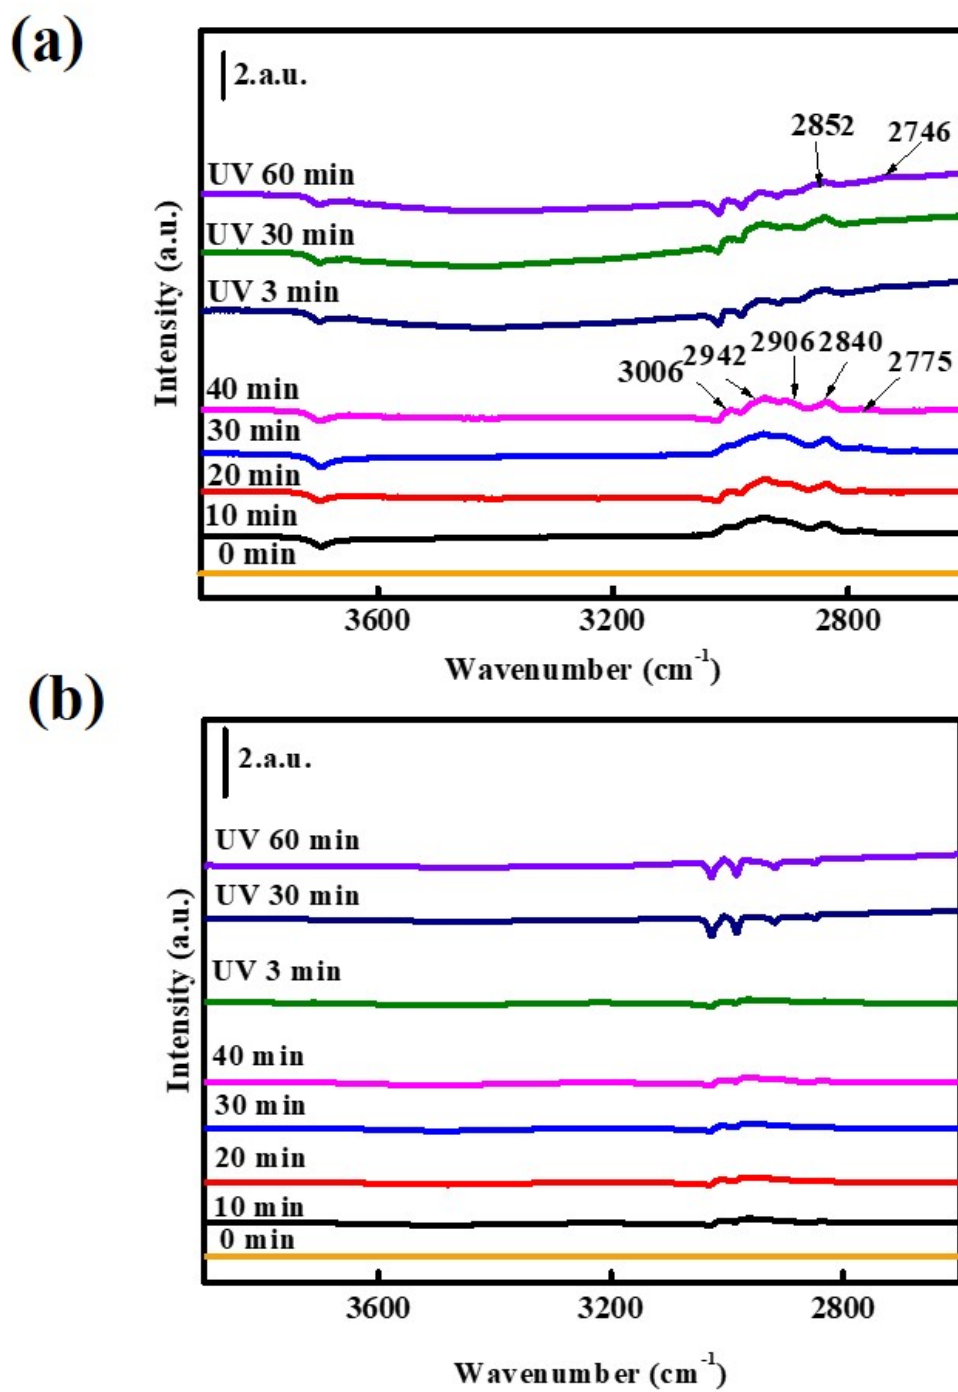 (a)
2.a.u.
2852
2746
UV 60 min
UV 30 min
UV 3 min
3006
2942
2906
2840
2775
40 min
30 min
20 min
10 min
0 min
Intensity (a.u.)
3600
3200
2800
Wavenumber (cm⁻¹)
(b)
2.a.u.
UV 60 min
UV 30 min
UV 3 min
40 min
30 min
20 min
10 min
0 min
Intensity (a.u.)
3600
3200
2800
Wavenumber (cm⁻¹)